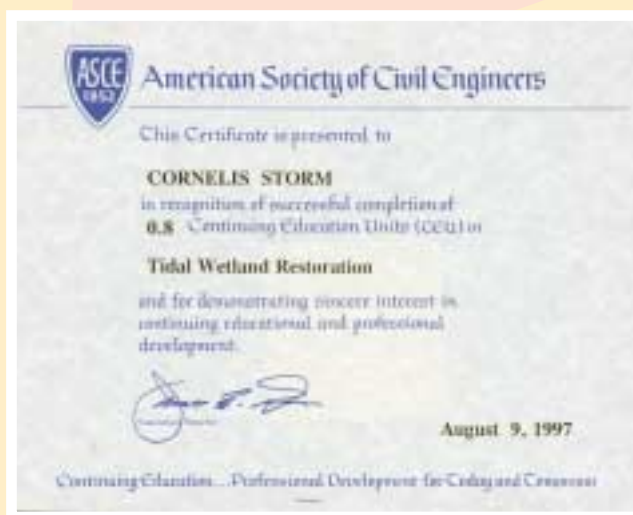 ASCE
1852
American Society of Civil Engineers
This Certificate is presented to
CORNELIS STORM
in recognition of successful completion of
0.8 Continuing Education Units (CEU) in
Tidal Wetland Restoration
and for demonstrating sincere interest in
continuing educational and professional
development.
August 9, 1997
Continuing Education...Professional Development for Today and Tomorrow